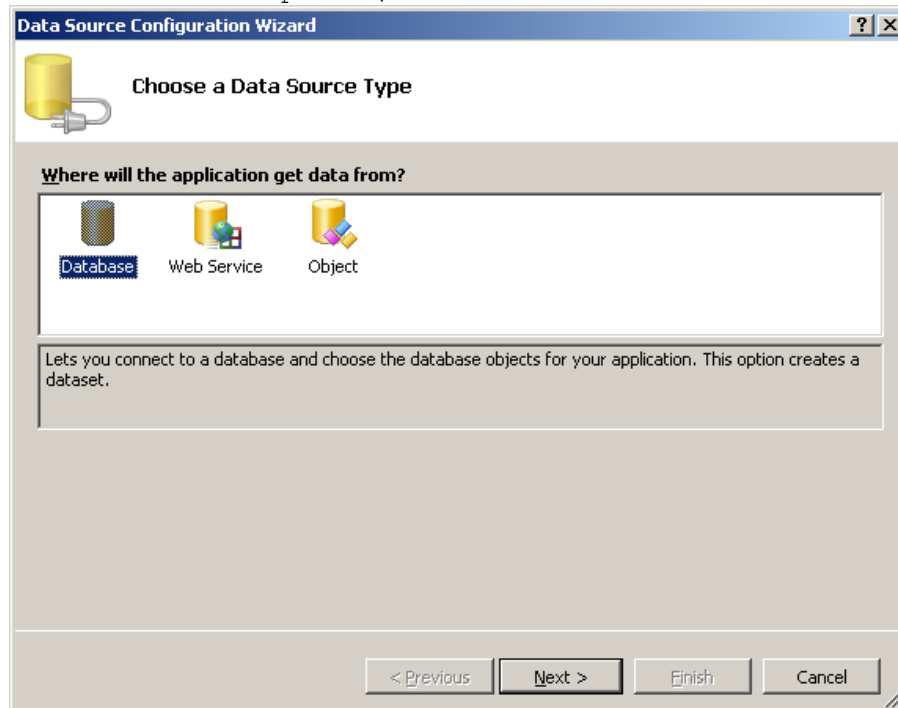 Data Source Configuration Wizard
Choose a Data Source Type
Where will the application get data from?
Database Web Service Object
Lets you connect to a database and choose the database objects for your application. This option creates a
dataset.
< Previous Next > Finish Cancel